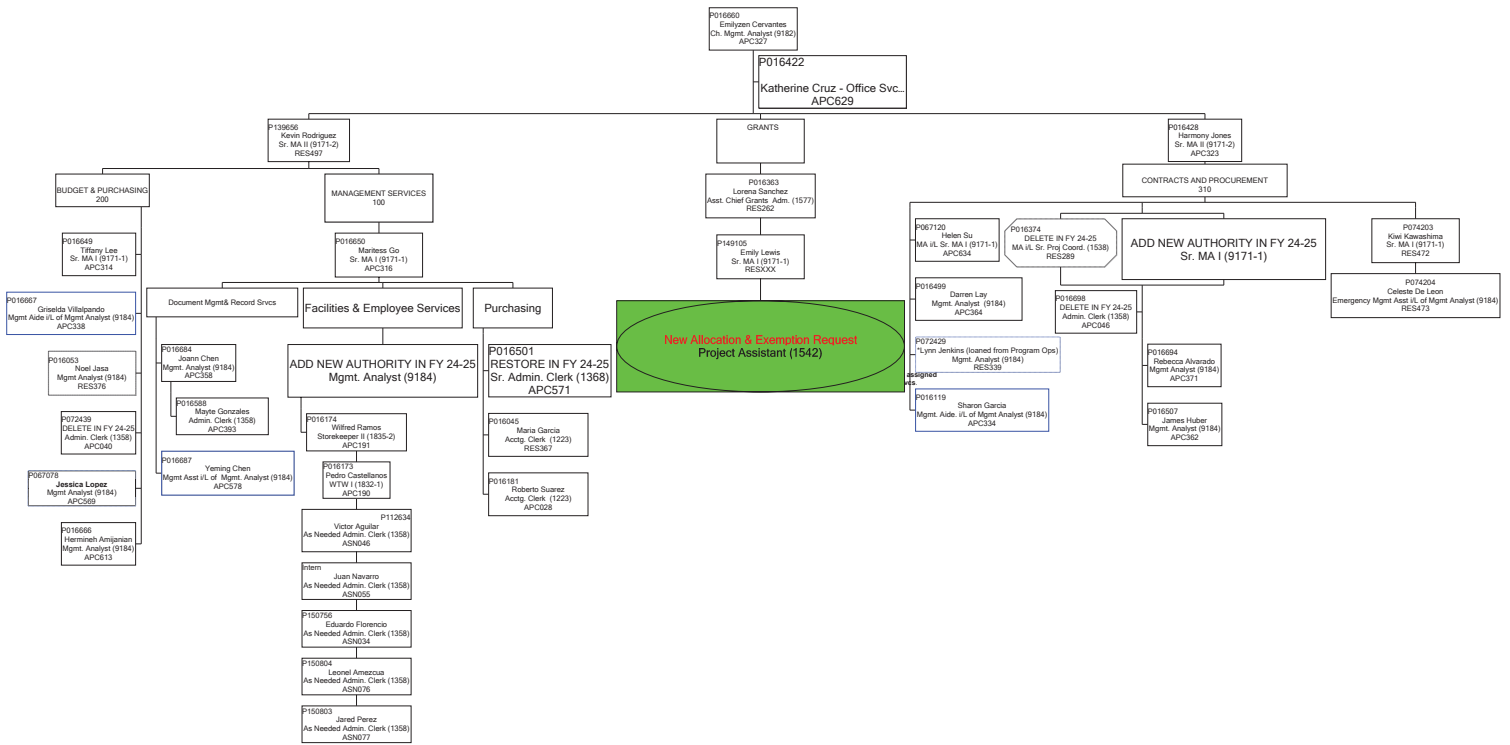 P016660
Emilyzen Cervantes
Ch. Mgmt. Analyst (9182)
APC327
P016422
Katherine Cruz - Office Svc...
APC629
P139656
Kevin Rodriguez
Sr. MA II (9171-2)
RES497
GRANTS
P016428
Harmony Jones
Sr. MA II (9171-2)
APC323
BUDGET & PURCHASING
200
MANAGEMENT SERVICES
100
P016363
Lorena Sanchez
Asst. Chief Grants Adm. (1577)
RES262
CONTRACTS AND PROCUREMENT
310
P016649
Tiffany Lee
Sr. MA I (9171-1)
APC314
P016650
Maritess Go
Sr. MA I (9171-1)
APC316
P149105
Emily Lewis
Sr. MA I (9171-1)
RESXXX
P067120
Helen Su
MA i/L Sr. MA I (9171-1)
APC634
P016374
DELETE IN FY 24-25
MA i/L Sr. Proj Coord. (1538)
RES289
ADD NEW AUTHORITY IN FY 24-25
Sr. MA I (9171-1)
P074203
Kiwi Kawashima
Sr. MA I (9171-1)
RES472
P016667
Griselda Villalpando
Mgmt Aide i/L of Mgmt Analyst (9184)
APC338
Document Mgmt& Record Srvcs
Facilities & Employee Services
Purchasing
P016499
Darren Lay
Mgmt. Analyst (9184)
APC364
P016698
DELETE IN FY 24-25
Admin. Clerk (1358)
APC046
P074204
Celeste De Leon
Emergency Mgmt Asst i/L of Mgmt Analyst (9184)
RES473
P016053
Noel Jasa
Mgmt Analyst (9184)
RES376
P016684
Joann Chen
Mgmt. Analyst (9184)
APC358
ADD NEW AUTHORITY IN FY 24-25
Mgmt. Analyst (9184)
P016501
RESTORE IN FY 24-25
Sr. Admin. Clerk (1368)
APC571
New Allocation & Exemption Request
Project Assistant (1542)
P072429
*Lynn Jenkins (loaned from Program Ops)
Mgmt. Analyst (9184)
RES339
assigned
vcs.
P016694
Rebecca Alvarado
Mgmt Analyst (9184)
APC371
P016588
Mayte Gonzales
Admin. Clerk (1358)
APC393
P016119
Sharon Garcia
Mgmt. Aide. i/L of Mgmt Analyst (9184)
APC334
P072439
DELETE IN FY 24-25
Admin. Clerk (1358)
APC040
P016174
Wilfred Ramos
Storekeeper II (1835-2)
APC191
P016045
Maria Garcia
Acctg. Clerk (1223)
RES367
P016507
James Huber
Mgmt. Analyst (9184)
APC362
P067078
Jessica Lopez
Mgmt Analyst (9184)
APC569
P016687
Yeming Chen
Mgmt Asst i/L of Mgmt. Analyst (9184)
APC578
P016173
Pedro Castellanos
WTW I (1832-1)
APC190
P016181
Roberto Suarez
Acctg. Clerk (1223)
APC028
P016666
Hermineh Amijanian
Mgmt. Analyst (9184)
APC613
P112634
Victor Aguilar
As Needed Admin. Clerk (1358)
ASN046
Intern
Juan Navarro
As Needed Admin. Clerk (1358)
ASN055
P150756
Eduardo Florencio
As Needed Admin. Clerk (1358)
ASN034
P150804
Leonel Amezcua
As Needed Admin. Clerk (1358)
ASN076
P150803
Jared Perez
As Needed Admin. Clerk (1358)
ASN077